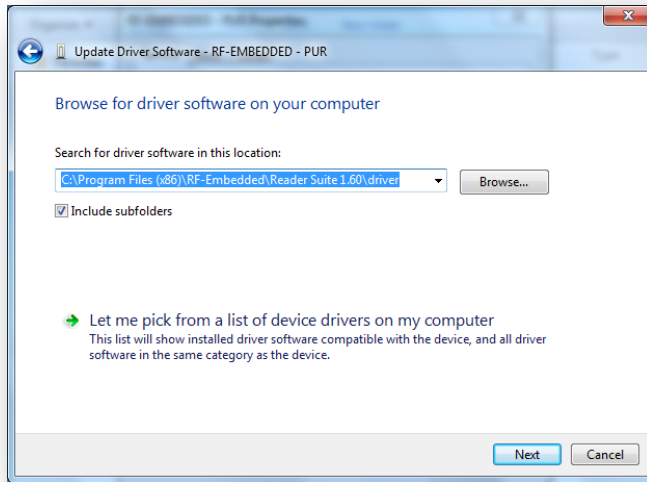 Update Driver Software - RF-EMBEDDED - PUR
Browse for driver software on your computer
Search for driver software in this location:
C:\Program Files (x86)\RF-Embedded\Reader Suite 1.60\driver
Browse...
Include subfolders
Let me pick from a list of device drivers on my computer
This list will show installed driver software compatible with the device, and all driver
software in the same category as the device.
Next
Cancel